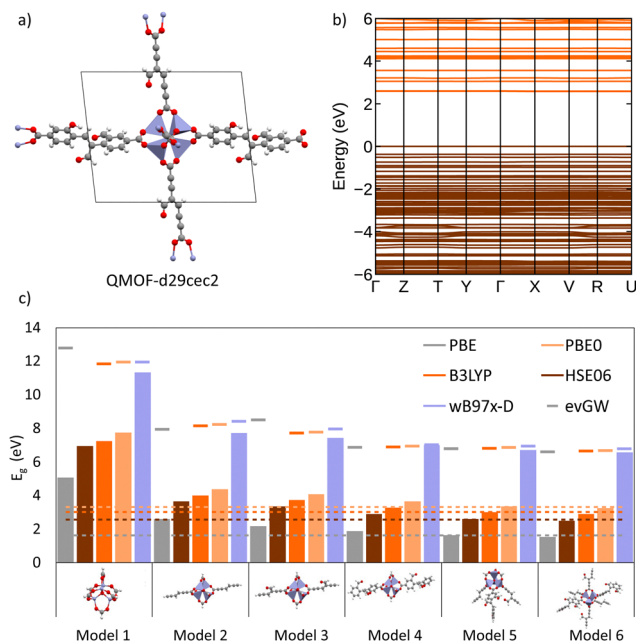 a)
QMOF-d29cec2
b)
Energy (eV)
6
4
2
0
−2
−4
−6
Γ Z T Y Γ X V R U
c)
E_g (eV)
14
12
10
8
6
4
2
0
PBE PBE0
B3LYP HSE06
wB97x-D evGW
Model 1 Model 2 Model 3 Model 4 Model 5 Model 6